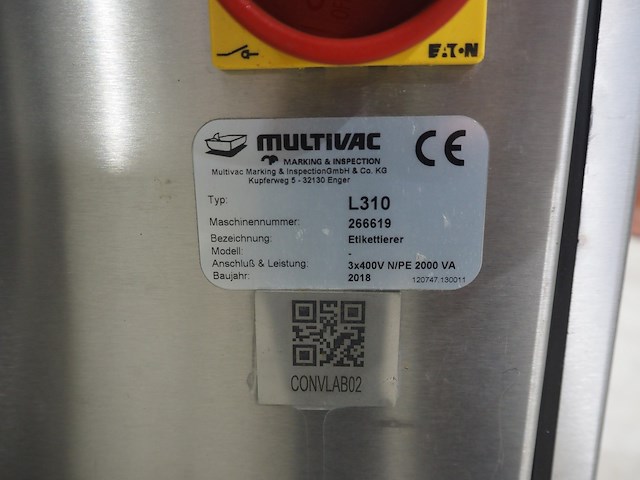 EATON
MULTIVAC
MARKING & INSPECTION
CE
Multivac Marking & InspectionGmbH & Co. KG
Kupferweg 5 - 32130 Enger
Typ: L310
Maschinennummer: 266619
Bezeichnung: Etikettierer
Modell: -
Anschluß & Leistung: 3x400V N/PE 2000 VA
Baujahr: 2018
120747.130011
CONVLAB02